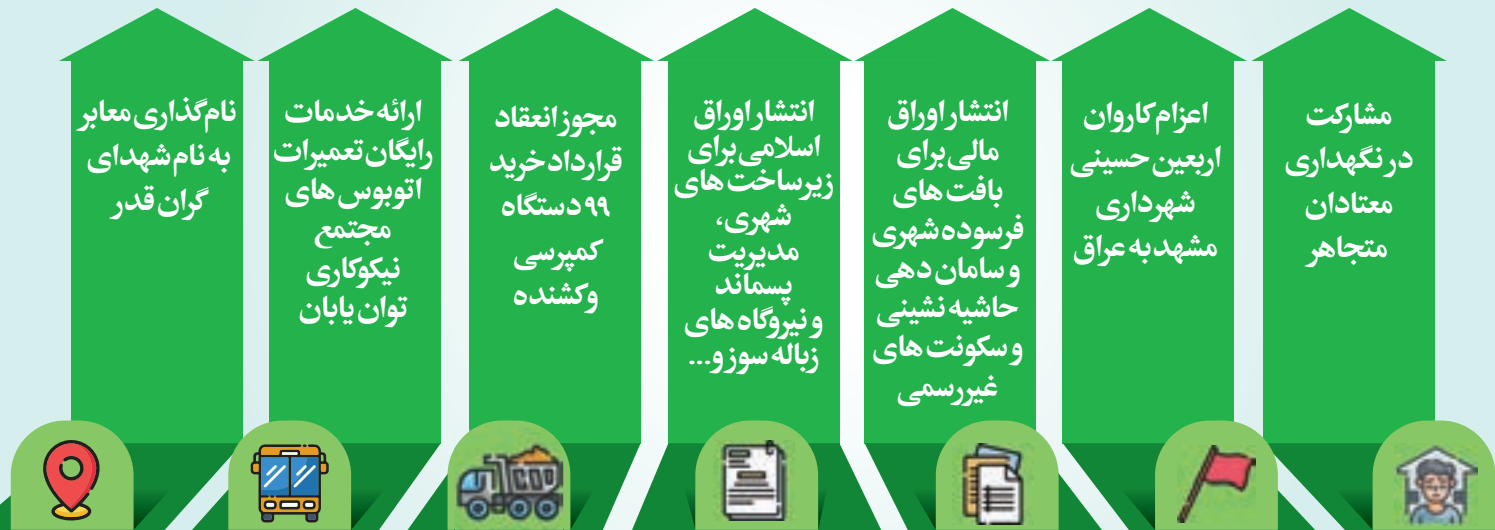 مشارکت
در نگهداری
معتادان
متجاهر
اعزام کاروان
اربعین حسینی
شهرداری
مشهد به عراق
انتشار اوراق
مالی برای
بافت های
فرسوده شهری
و سامان دهی
حاشیه نشینی
و سکونت های
غیررسمی
انتشار اوراق
اسلامی برای
زیرساخت های
شهری،
مدیریت
پسماند
و نیروگاه های
زباله سوز و...
مجوز انعقاد
قرارداد خرید
۹۹ دستگاه
کمپرسی
وکشنده
ارائه خدمات
رایگان تعمیرات
اتوبوس های
مجتمع
نیکوکاری
توان یابان
نام‌گذاری معابر
به نام شهدای
گران قدر